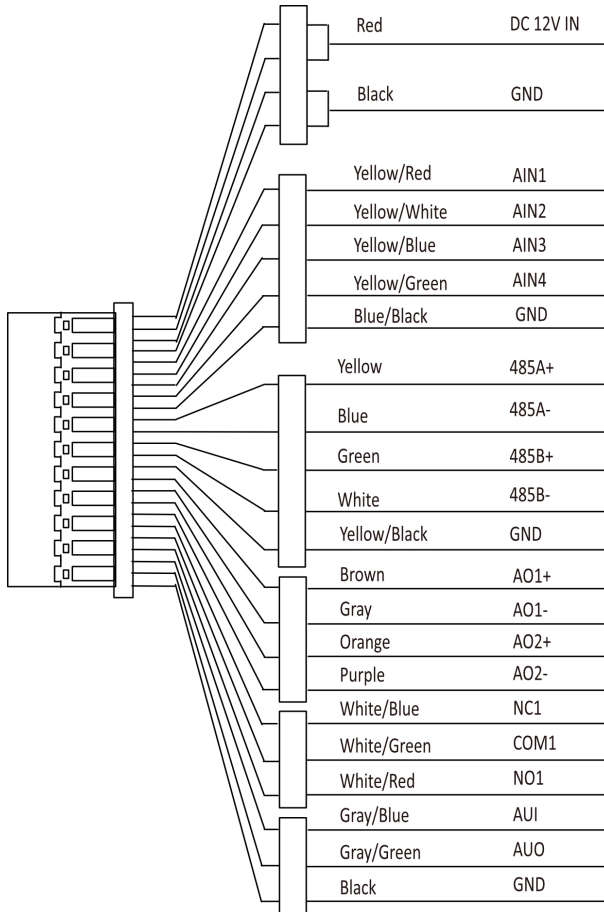 Red DC 12V IN
Black GND
Yellow/Red AIN1
Yellow/White AIN2
Yellow/Blue AIN3
Yellow/Green AIN4
Blue/Black GND
Yellow 485A+
Blue 485A-
Green 485B+
White 485B-
Yellow/Black GND
Brown AO1+
Gray AO1-
Orange AO2+
Purple AO2-
White/Blue NC1
White/Green COM1
White/Red NO1
Gray/Blue AUI
Gray/Green AUO
Black GND